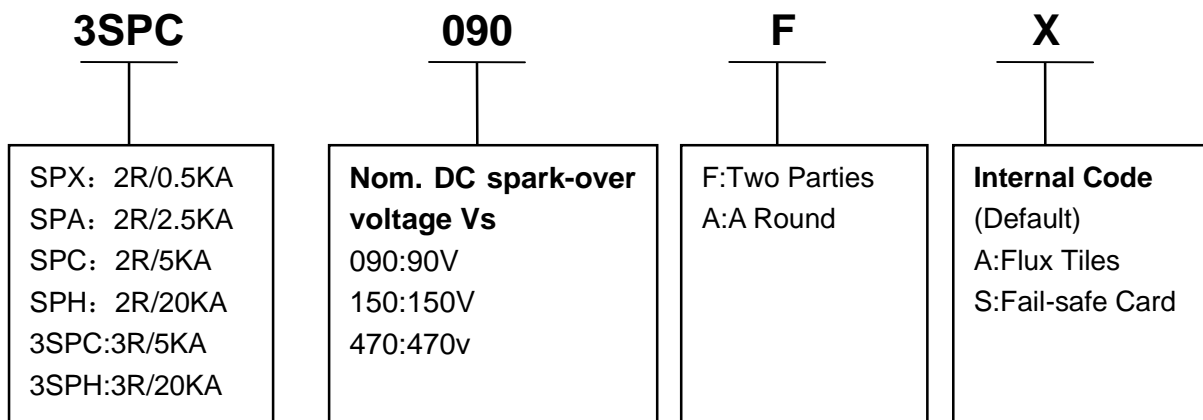 3SPC 090 F X
SPX：2R/0.5KA
SPA：2R/2.5KA
SPC：2R/5KA
SPH：2R/20KA
3SPC:3R/5KA
3SPH:3R/20KA
Nom. DC spark-over
voltage Vs
090:90V
150:150V
470:470v
F:Two Parties
A:A Round
Internal Code
(Default)
A:Flux Tiles
S:Fail-safe Card